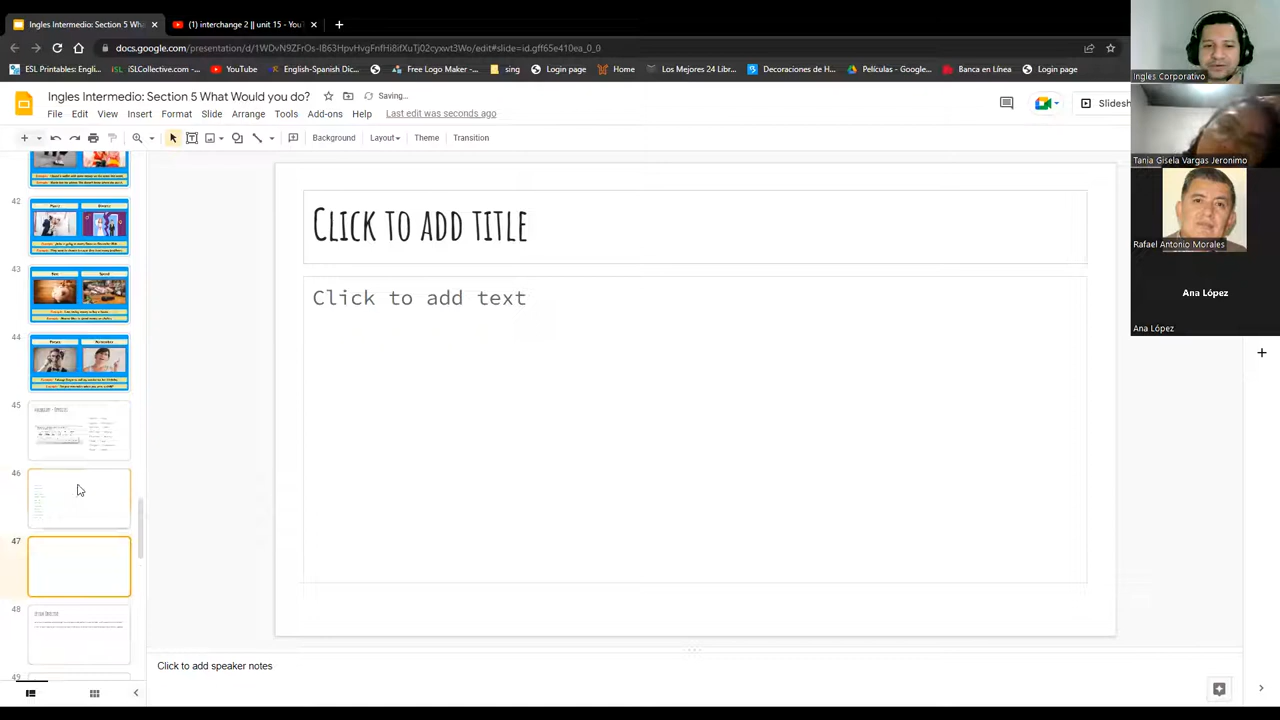 Ingles Intermedio: Section 5 Wha
(1) interchange 2 || unit 15 - YouT
docs.google.com/presentation/d/1WDvN9ZFrOs-IB63HpvHvgFnfHi8ifXuTj02cyxwt3Wo/edit#slide=id.gff65e410ea_0_0
ESL Printables: Engli...
iSLCollective.com -...
YouTube
English-Spanish Dic...
Free Logo Maker -...
sing
Login page
Home
Los Mejores 24 Libr...
Decoraciones de H...
Películas - Google...
Banca en Línea
Login page
Ingles Intermedio: Section 5 What Would you do?
Saving...
File Edit View Insert Format Slide Arrange Tools Add-ons Help Last edit was seconds ago
Slidesh
Background Layout Theme Transition
Ingles Corporativo
Tania Gisela Vargas Jeronimo
Rafael Antonio Morales
Ana López
Ana López
42
43
44
45
46
47
48
49
Click to add title
Click to add text
Click to add speaker notes